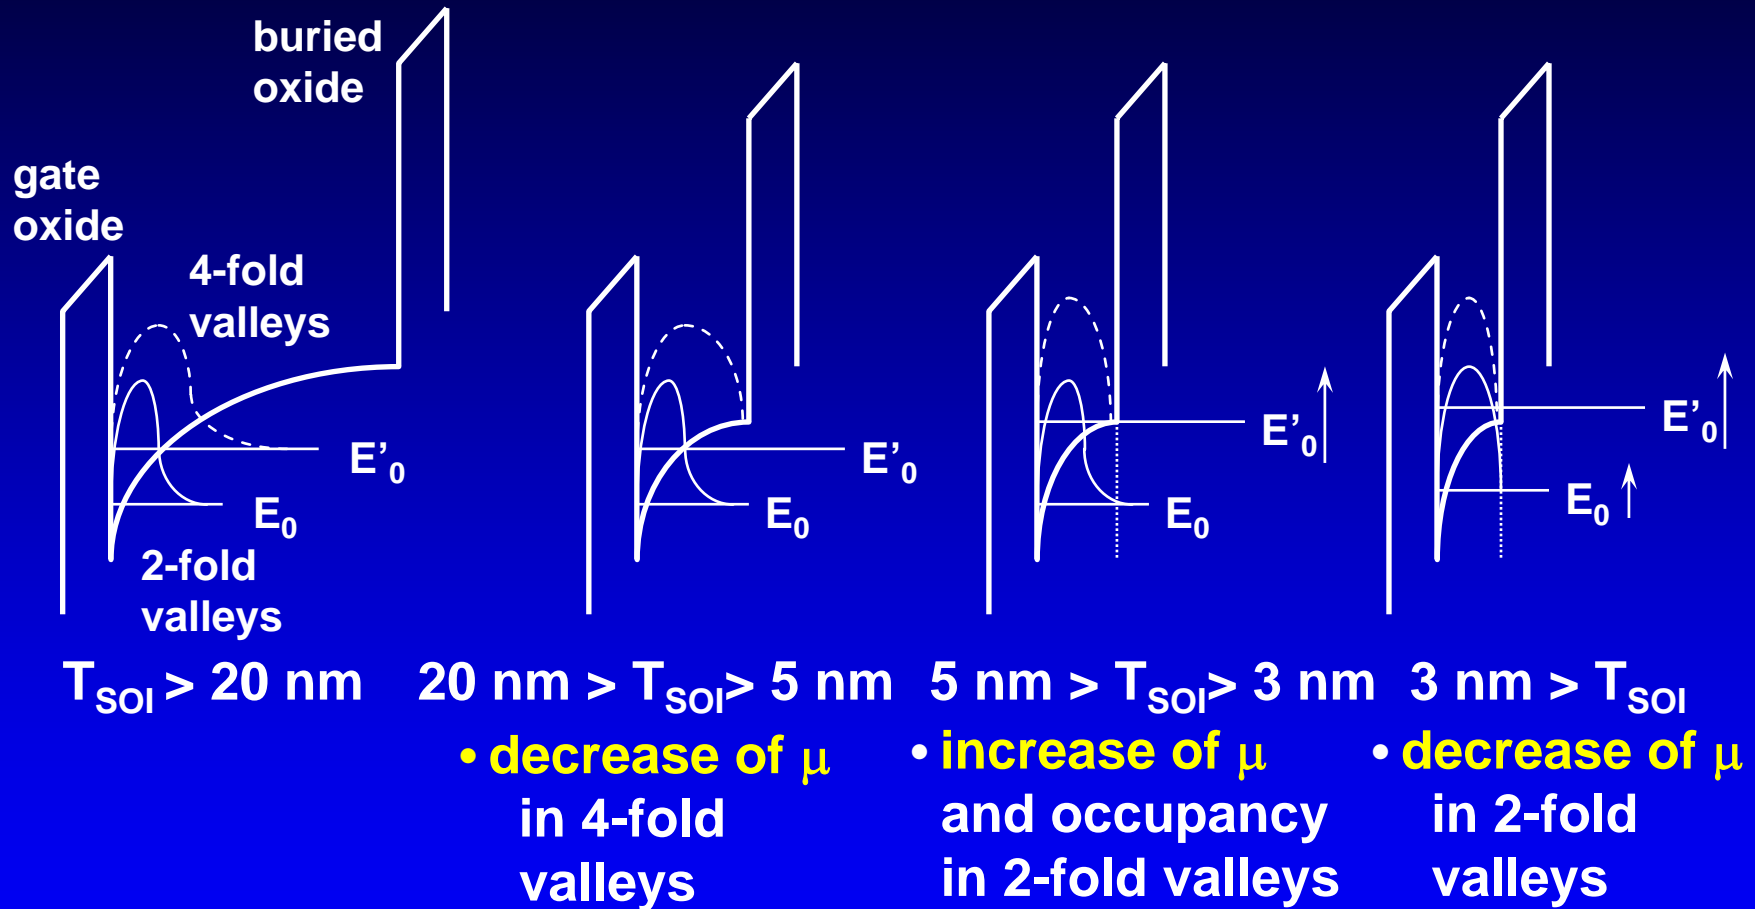 buried
oxide
gate
oxide
4-fold
valleys
E’0
E0
2-fold
valleys
E’0
E0
E’0
E0
E’0
E0
TSOI > 20 nm
20 nm > TSOI> 5 nm
5 nm > TSOI> 3 nm
3 nm > TSOI
• decrease of μ
in 4-fold
valleys
• increase of μ
and occupancy
in 2-fold valleys
• decrease of μ
in 2-fold
valleys